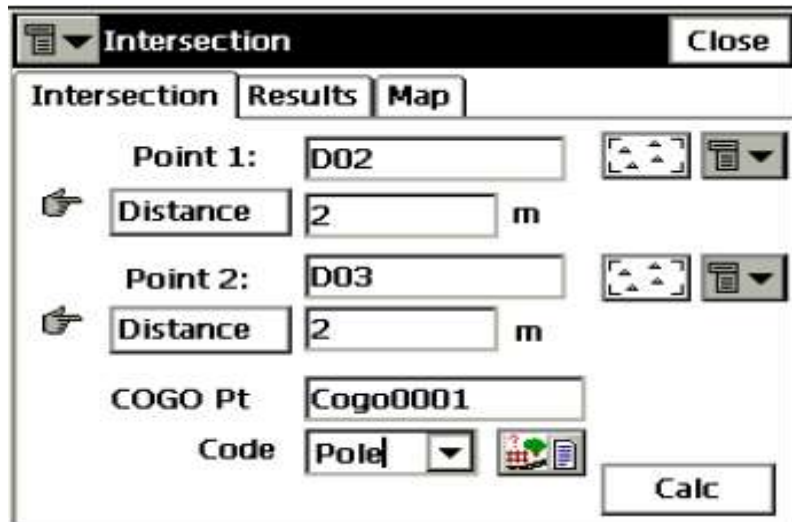 Intersection Close
Intersection Results Map
Point 1: D02
Distance 2 m
Point 2: D03
Distance 2 m
COGO Pt Cogo0001
Code Pole
Calc